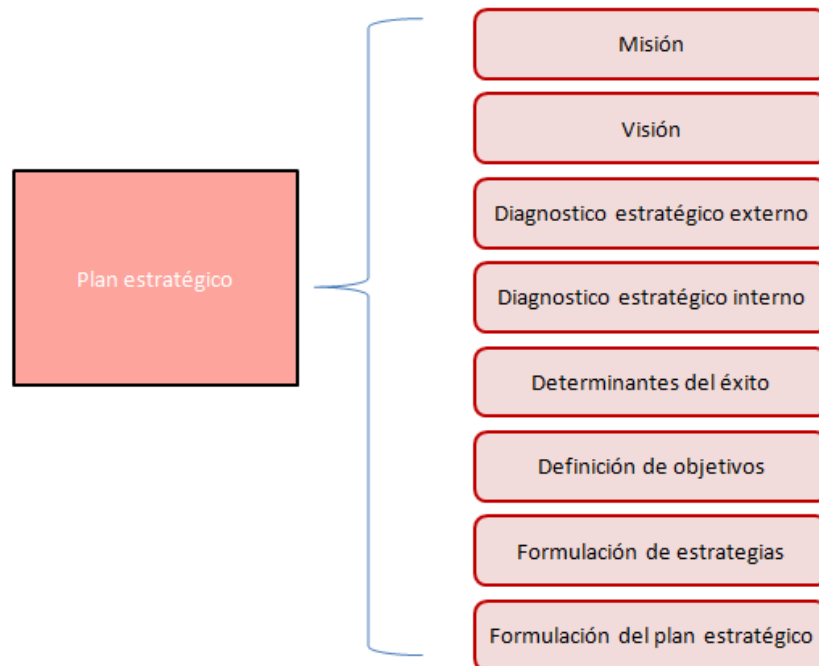 Plan estratégico
Misión
Visión
Diagnostico estratégico externo
Diagnostico estratégico interno
Determinantes del éxito
Definición de objetivos
Formulación de estrategias
Formulación del plan estratégico